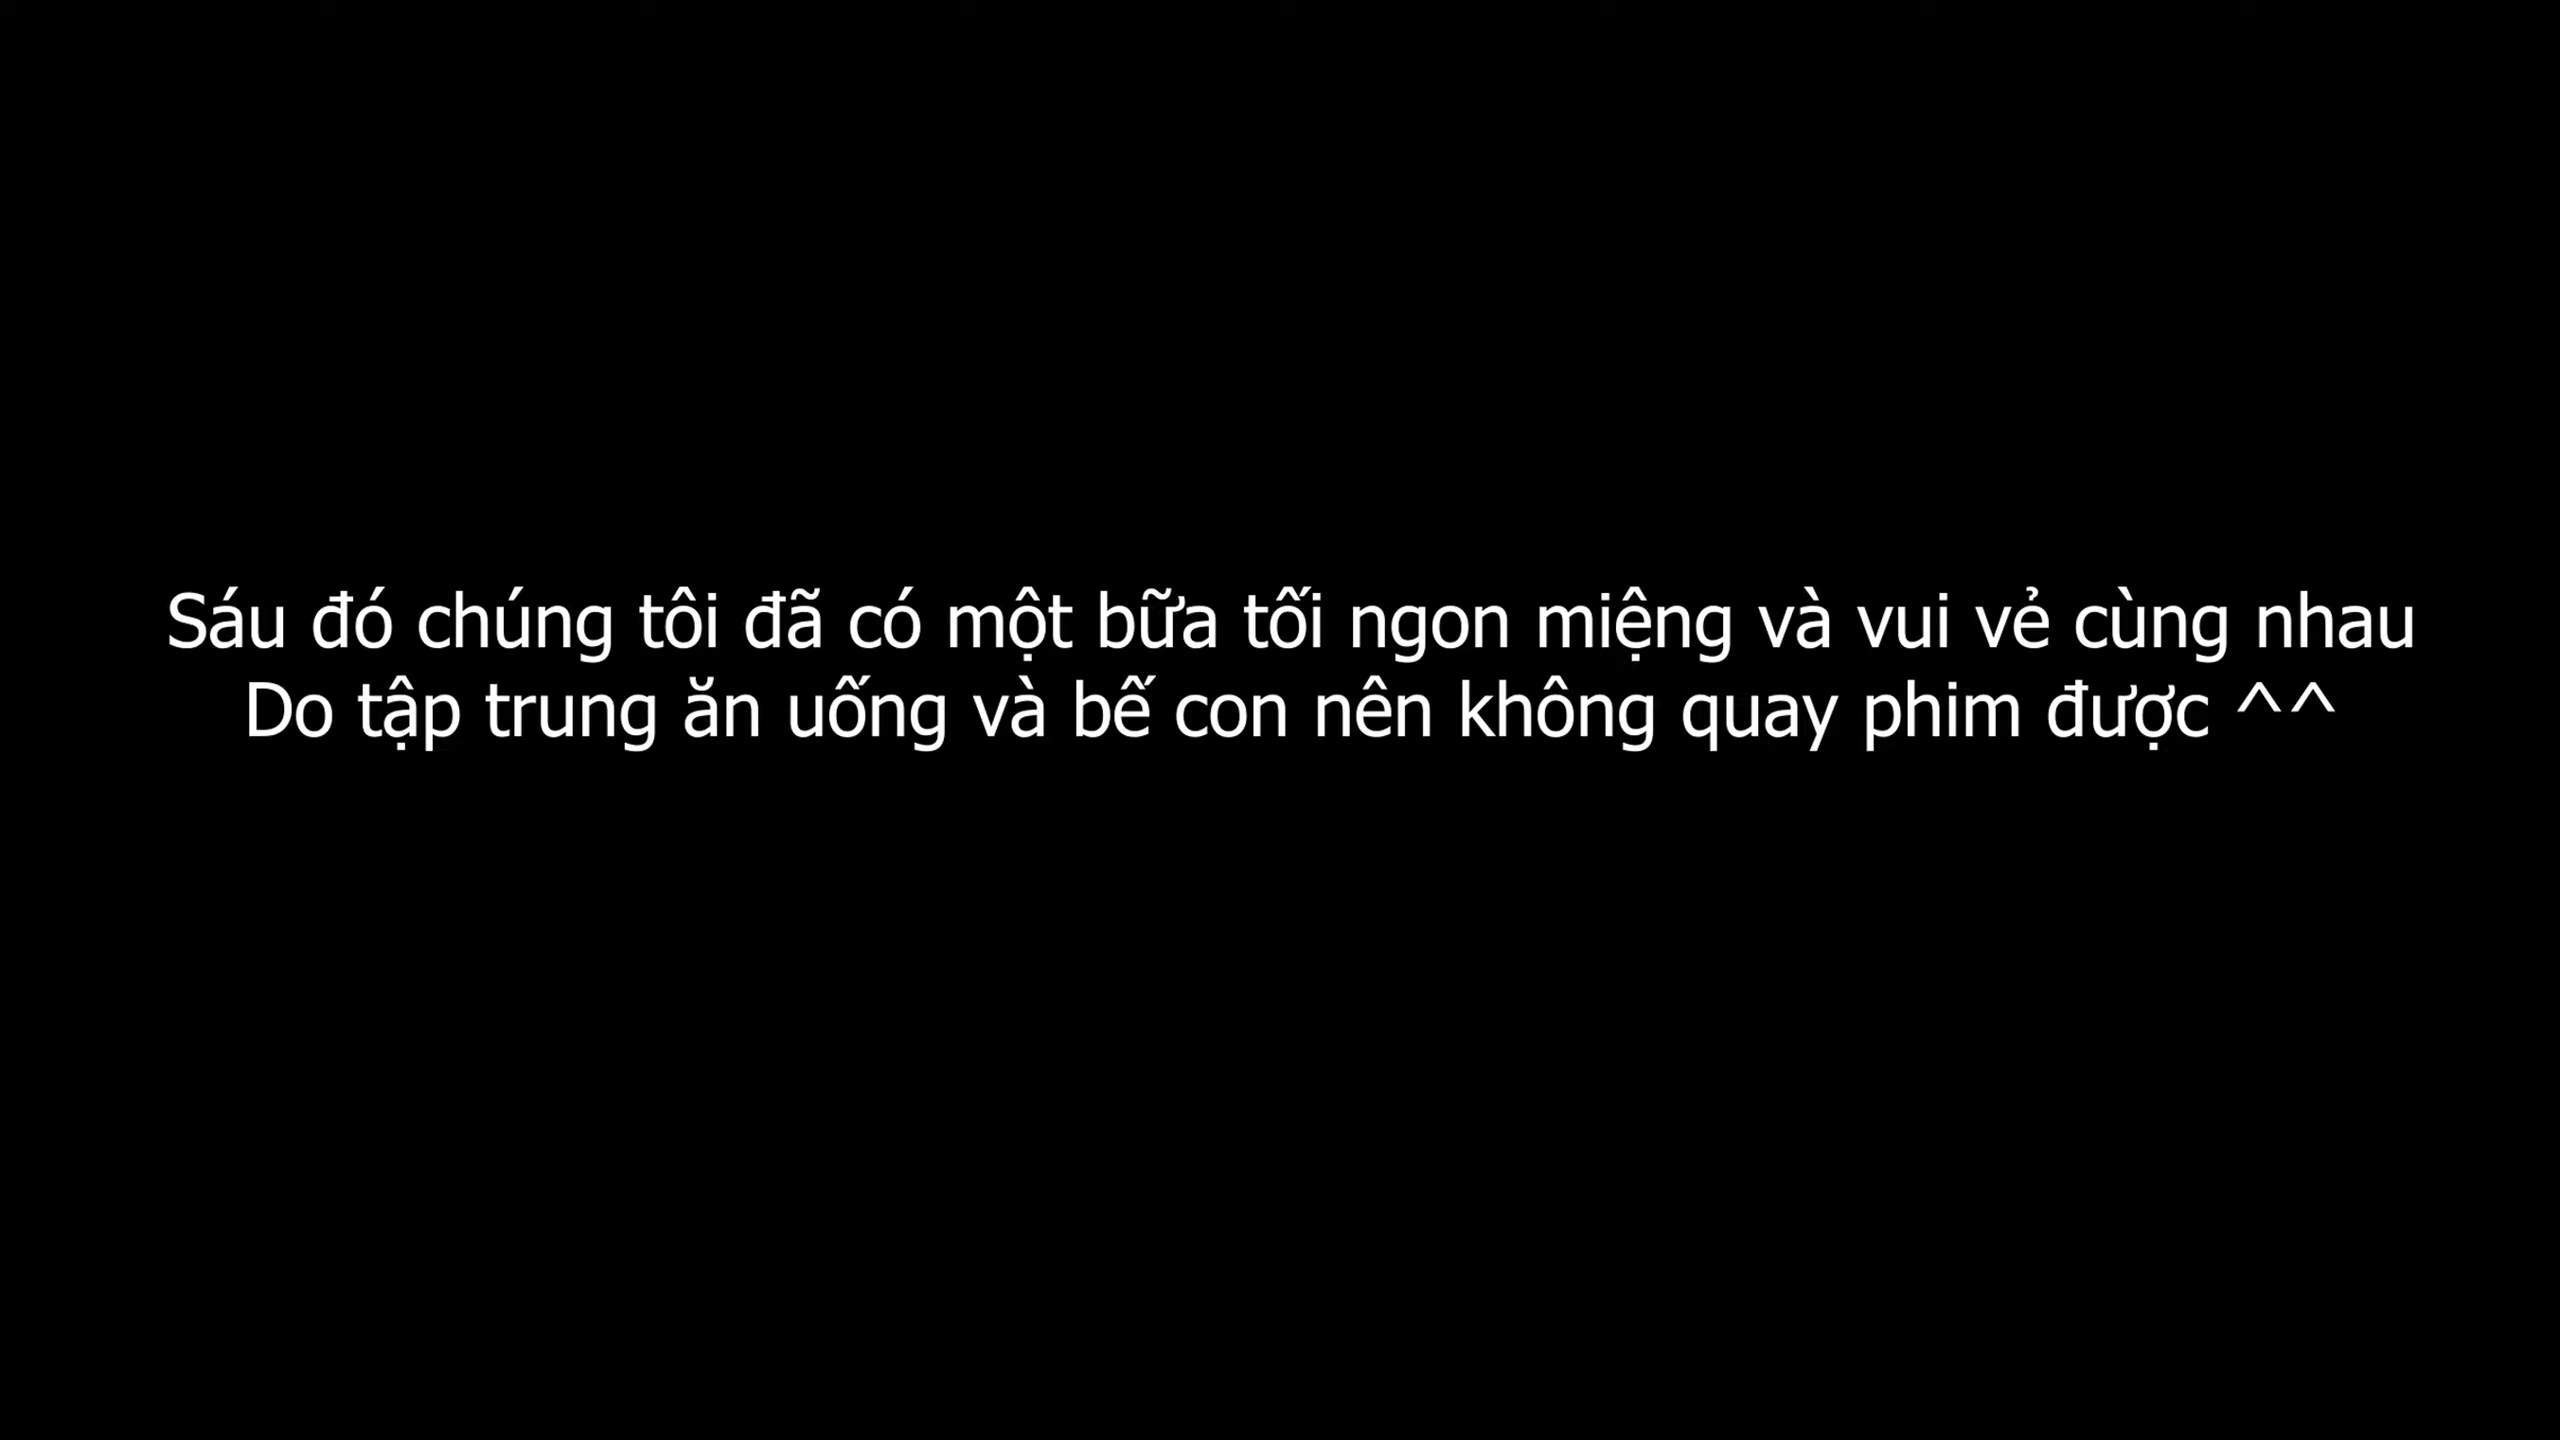 Sáu đó chúng tôi đã có một bữa tối ngon miệng và vui vẻ cùng nhau
Do tập trung ăn uống và bế con nên không quay phim được ^^